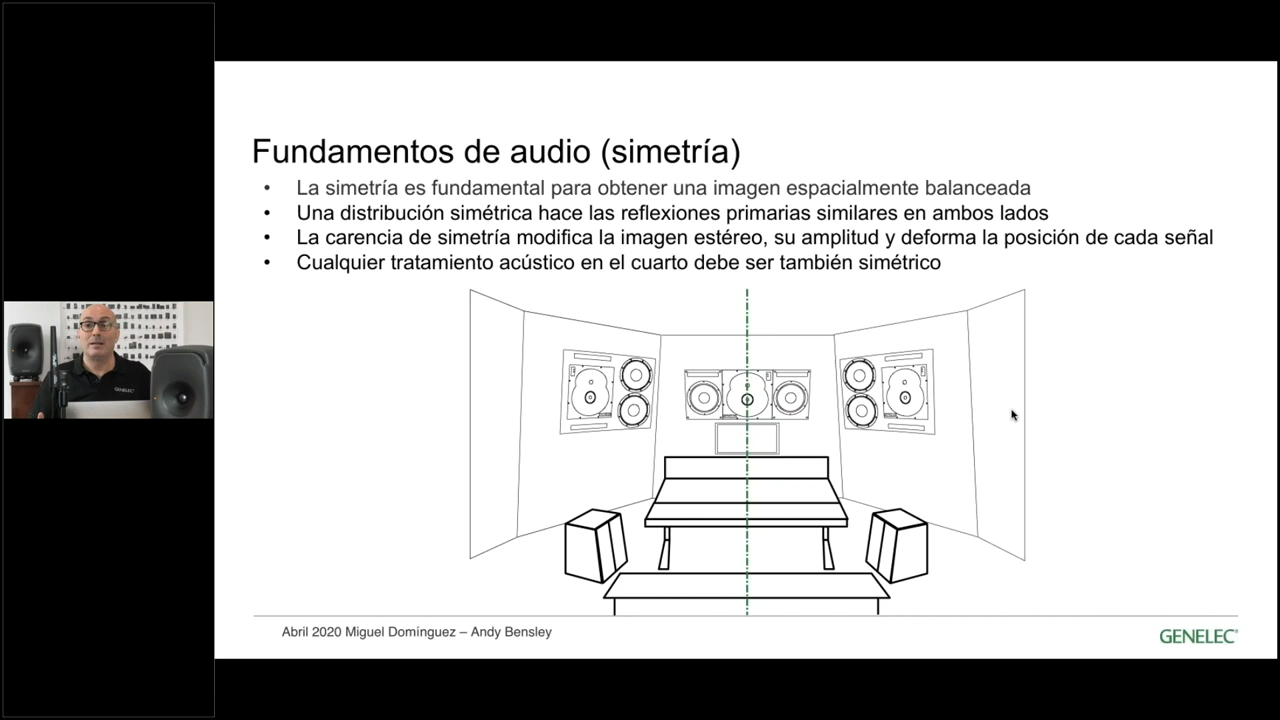 Fundamentos de audio (simetría)
• La simetría es fundamental para obtener una imagen espacialmente balanceada
• Una distribución simétrica hace las reflexiones primarias similares en ambos lados
• La carencia de simetría modifica la imagen estéreo, su amplitud y deforma la posición de cada señal
• Cualquier tratamiento acústico en el cuarto debe ser también simétrico
Abril 2020 Miguel Domínguez – Andy Bensley
GENELEC®
GENELEC